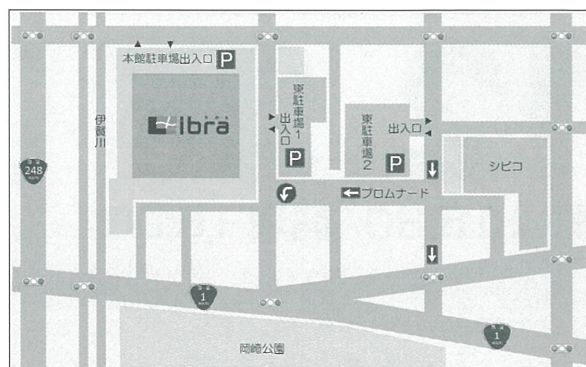 本館駐車場出入口 P
東駐車場1
出入口
P
東駐車場2
出入口
P
伊賀川
Libra
シビコ
248
プロムナード
1
1
岡崎公園